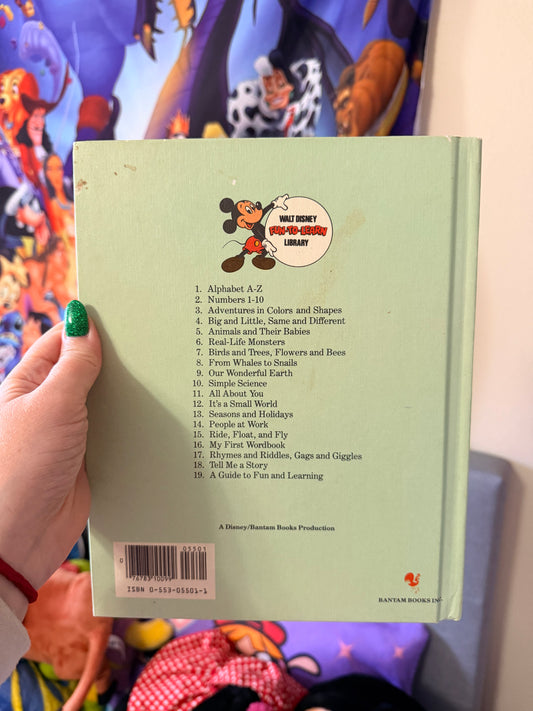 WALT DISNEY
FUN-TO-LEARN
LIBRARY
1. Alphabet A-Z
2. Numbers 1-10
3. Adventures in Colors and Shapes
4. Big and Little, Same and Different
5. Animals and Their Babies
6. Real-Life Monsters
7. Birds and Trees, Flowers and Bees
8. From Whales to Snails
9. Our Wonderful Earth
10. Simple Science
11. All About You
12. It's a Small World
13. Seasons and Holidays
14. People at Work
15. Ride, Float, and Fly
16. My First Wordbook
17. Rhymes and Riddles, Gags and Giggles
18. Tell Me a Story
19. A Guide to Fun and Learning
A Disney/Bantam Books Production
05501
0
76783 10099
ISBN 0-553-05501-1
BANTAM BOOKS INC